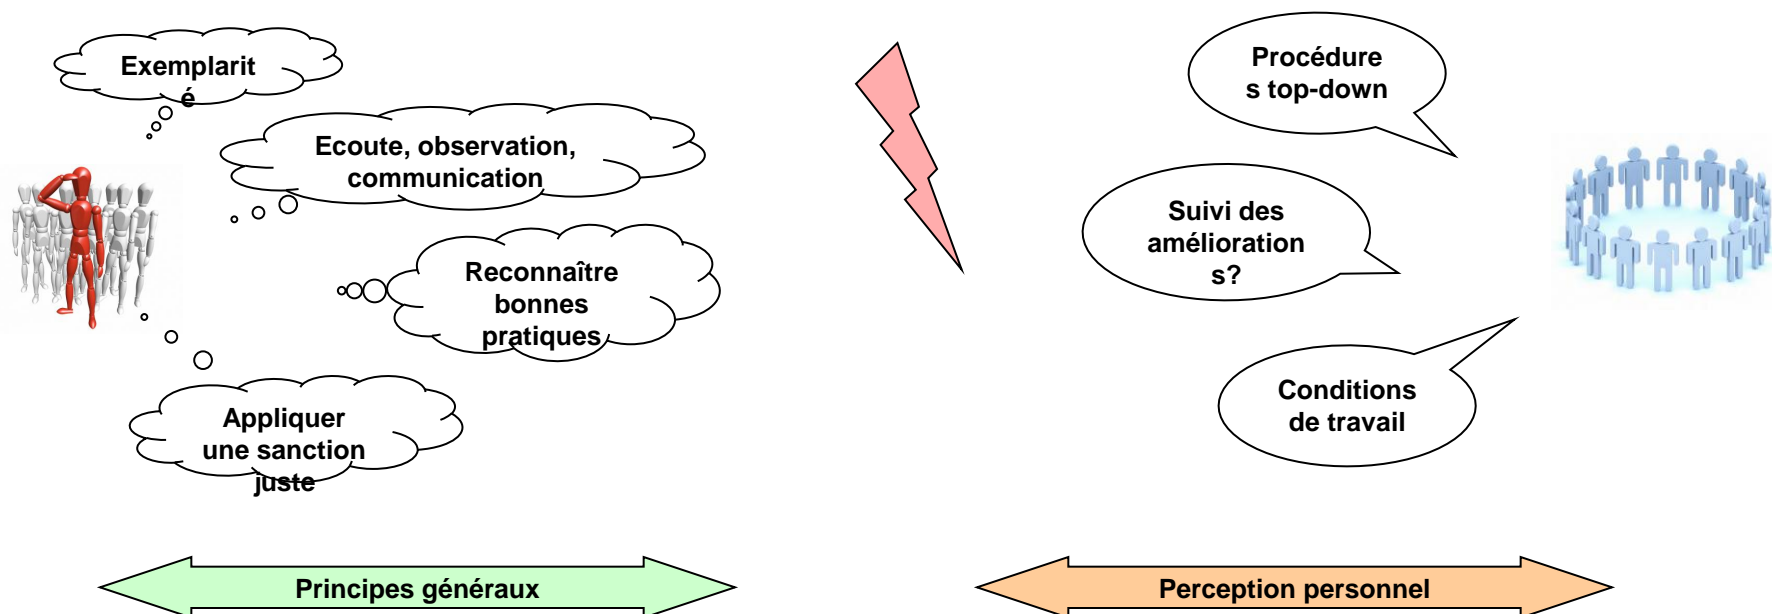 Exemplarit
é
Ecoute, observation,
communication
Reconnaître
bonnes
pratiques
Appliquer
une sanction
juste
Procédure
s top-down
Suivi des
amélioration
s?
Conditions
de travail
Principes généraux
Perception personnel